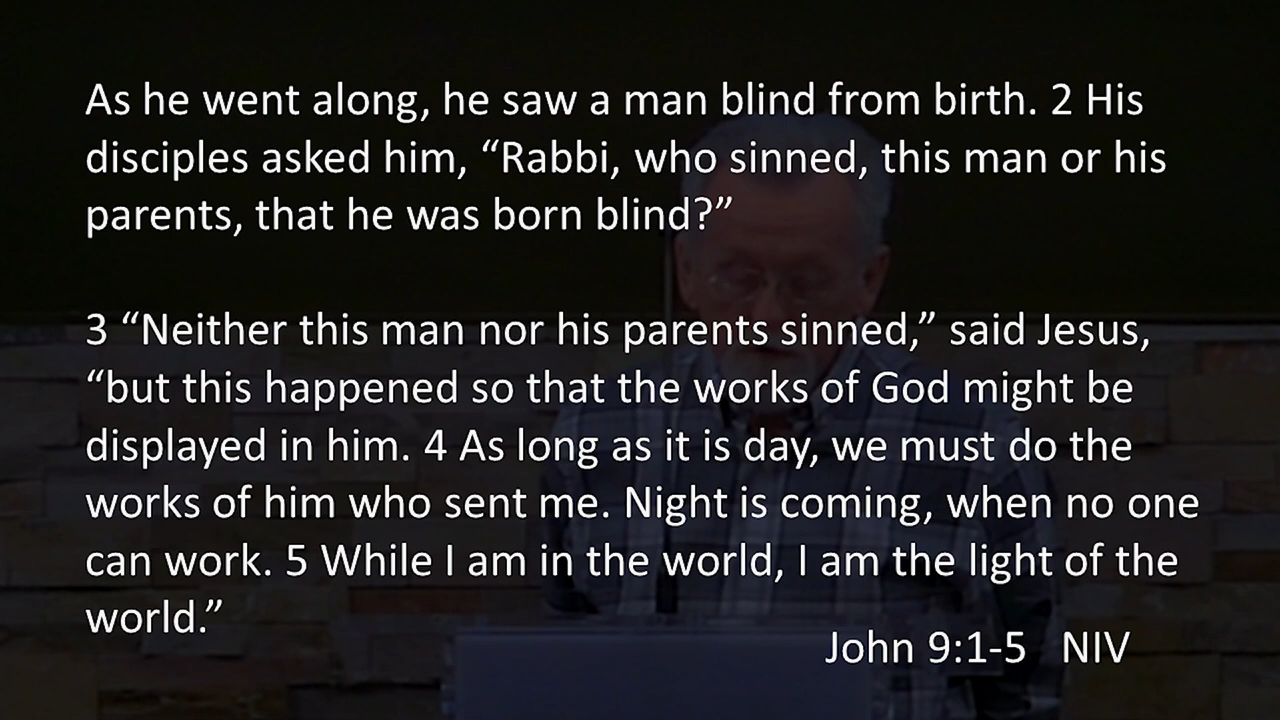 As he went along, he saw a man blind from birth. 2 His
disciples asked him, “Rabbi, who sinned, this man or his
parents, that he was born blind?”
3 “Neither this man nor his parents sinned,” said Jesus,
“but this happened so that the works of God might be
displayed in him. 4 As long as it is day, we must do the
works of him who sent me. Night is coming, when no one
can work. 5 While I am in the world, I am the light of the
world.”
John 9:1-5 NIV